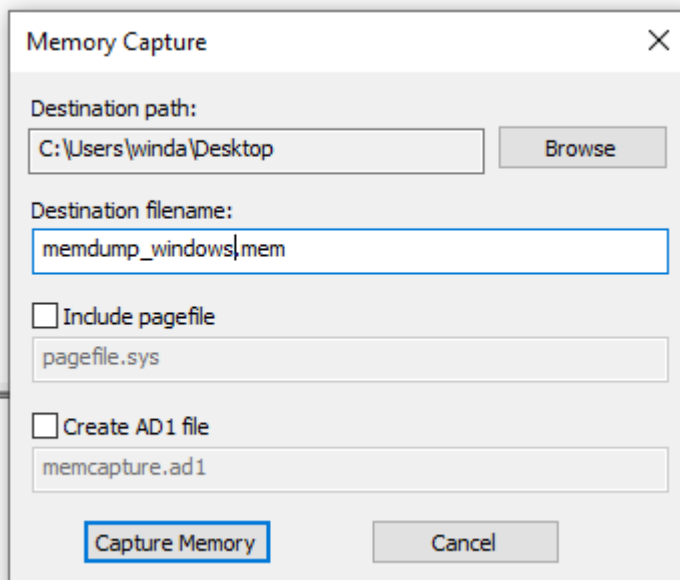 Memory Capture
Destination path:
C:\Users\winda\Desktop
Browse
Destination filename:
memdump_windows.mem
Include pagefile
pagefile.sys
Create AD1 file
memcapture.ad1
Capture Memory
Cancel